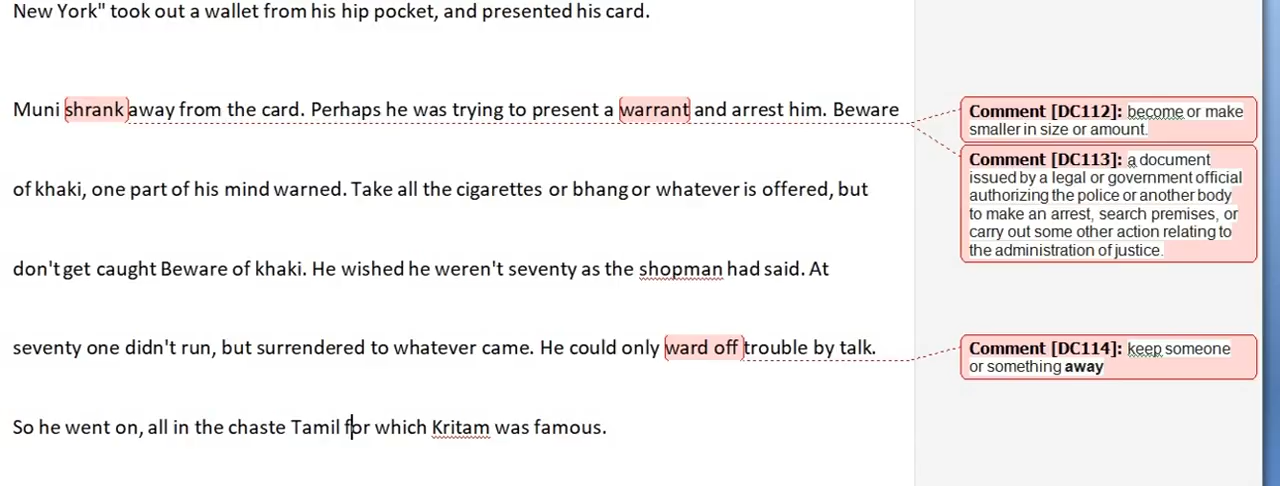 New York" took out a wallet from his hip pocket, and presented his card.
Muni shrank away from the card. Perhaps he was trying to present a warrant and arrest him. Beware
of khaki, one part of his mind warned. Take all the cigarettes or bhang or whatever is offered, but
don't get caught Beware of khaki. He wished he weren't seventy as the shopman had said. At
seventy one didn't run, but surrendered to whatever came. He could only ward off trouble by talk.
So he went on, all in the chaste Tamil for which Kritam was famous.
Comment [DC112]: become or make
smaller in size or amount.
Comment [DC113]: a document
issued by a legal or government official
authorizing the police or another body
to make an arrest, search premises, or
carry out some other action relating to
the administration of justice.
Comment [DC114]: keep someone
or something away